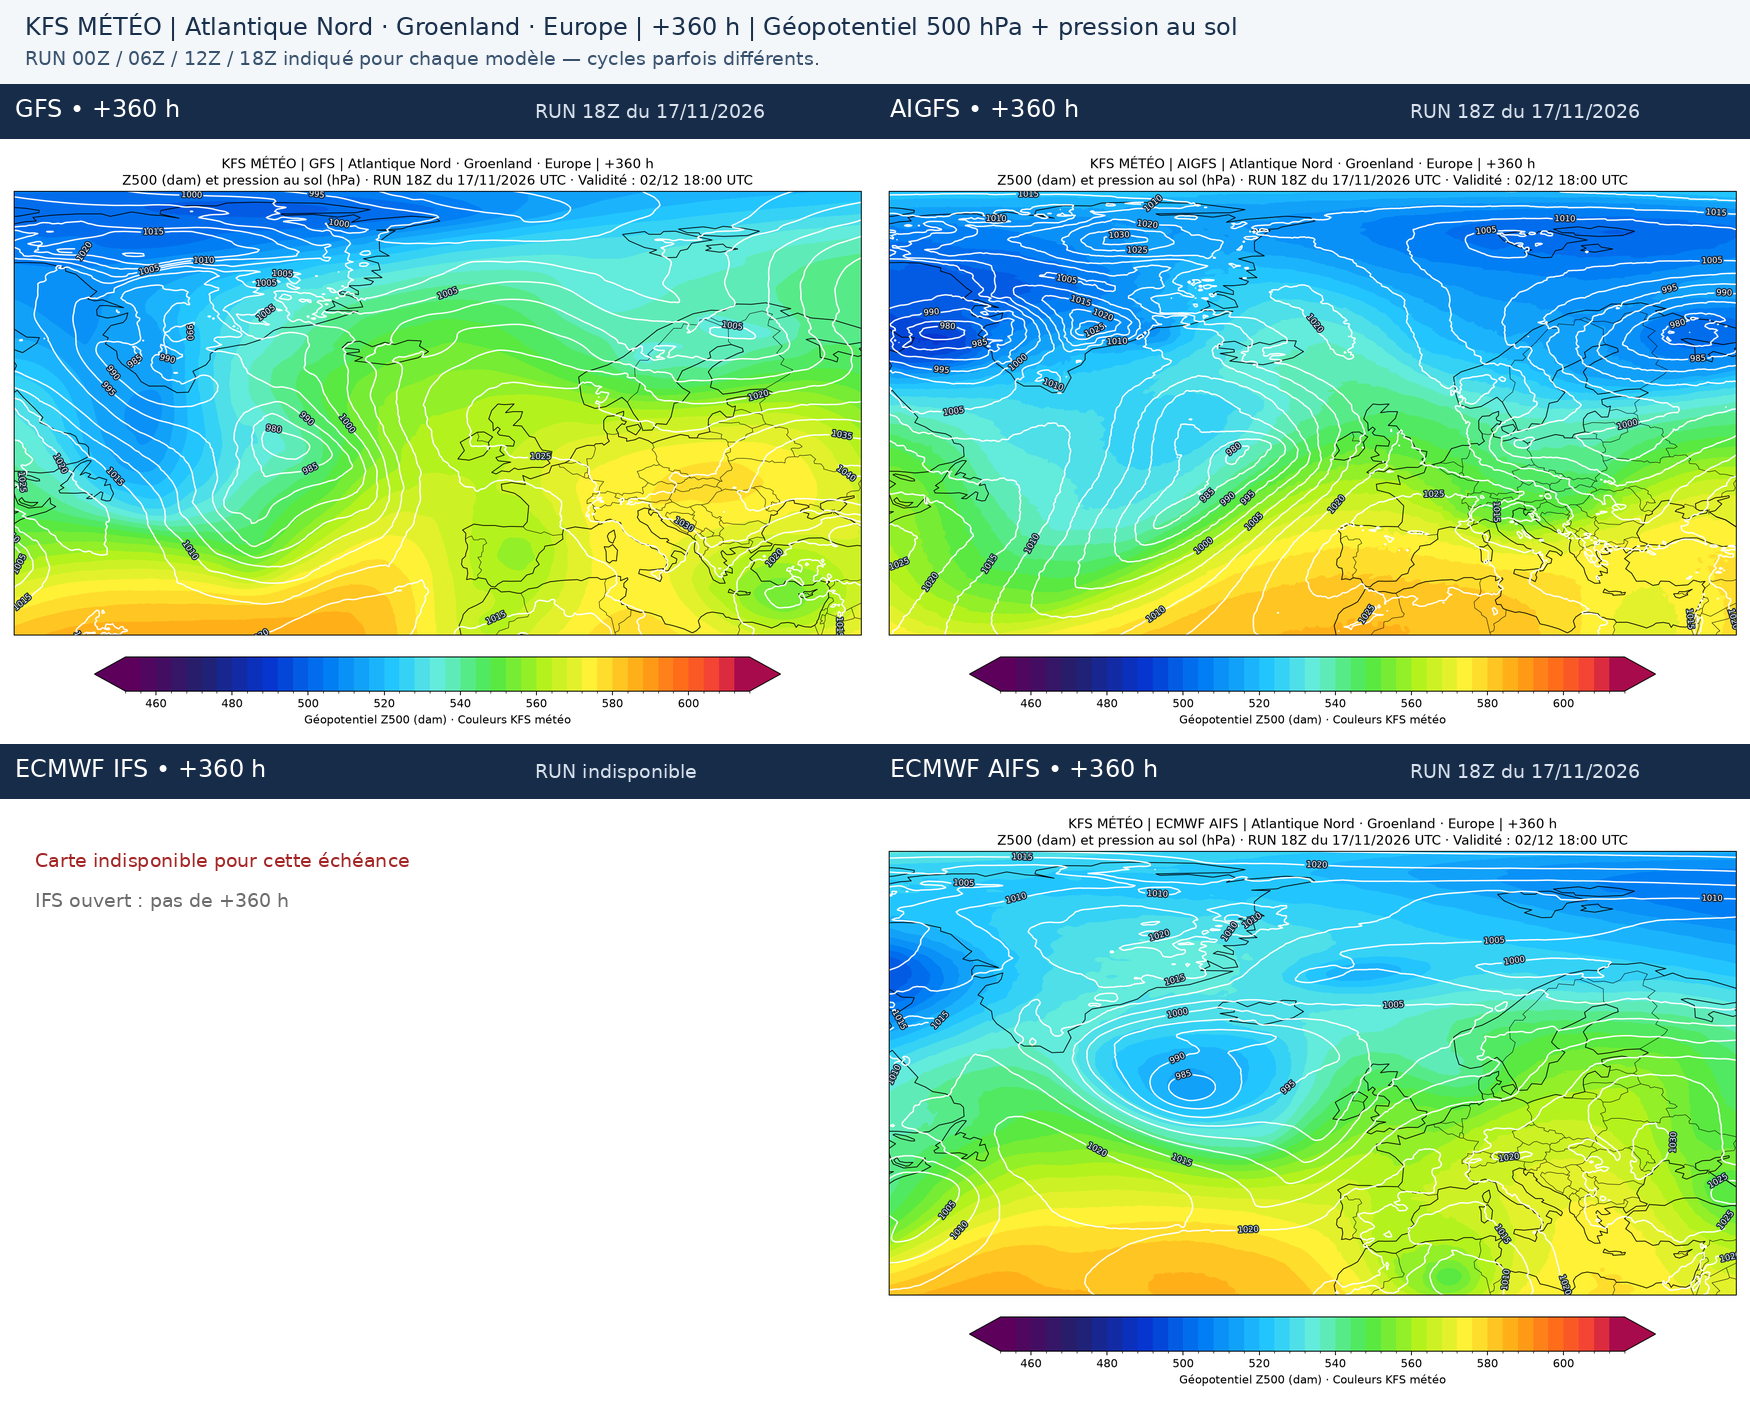 KFS MÉTÉO | Atlantique Nord · Groenland · Europe | +360 h | Géopotentiel 500 hPa + pression au sol
RUN 00Z / 06Z / 12Z / 18Z indiqué pour chaque modèle — cycles parfois différents.
GFS • +360 h
RUN 18Z du 17/11/2026
AIGFS • +360 h
RUN 18Z du 17/11/2026
KFS MÉTÉO | GFS | Atlantique Nord · Groenland · Europe | +360 h
Z500 (dam) et pression au sol (hPa) · RUN 18Z du 17/11/2026 UTC · Validité : 02/12 18:00 UTC
KFS MÉTÉO | AIGFS | Atlantique Nord · Groenland · Europe | +360 h
Z500 (dam) et pression au sol (hPa) · RUN 18Z du 17/11/2026 UTC · Validité : 02/12 18:00 UTC
460 480 500 520 540 560 580 600
Géopotentiel Z500 (dam) · Couleurs KFS météo
460 480 500 520 540 560 580 600
Géopotentiel Z500 (dam) · Couleurs KFS météo
ECMWF IFS • +360 h
RUN indisponible
ECMWF AIFS • +360 h
RUN 18Z du 17/11/2026
Carte indisponible pour cette échéance
IFS ouvert : pas de +360 h
KFS MÉTÉO | ECMWF AIFS | Atlantique Nord · Groenland · Europe | +360 h
Z500 (dam) et pression au sol (hPa) · RUN 18Z du 17/11/2026 UTC · Validité : 02/12 18:00 UTC
460 480 500 520 540 560 580 600
Géopotentiel Z500 (dam) · Couleurs KFS météo